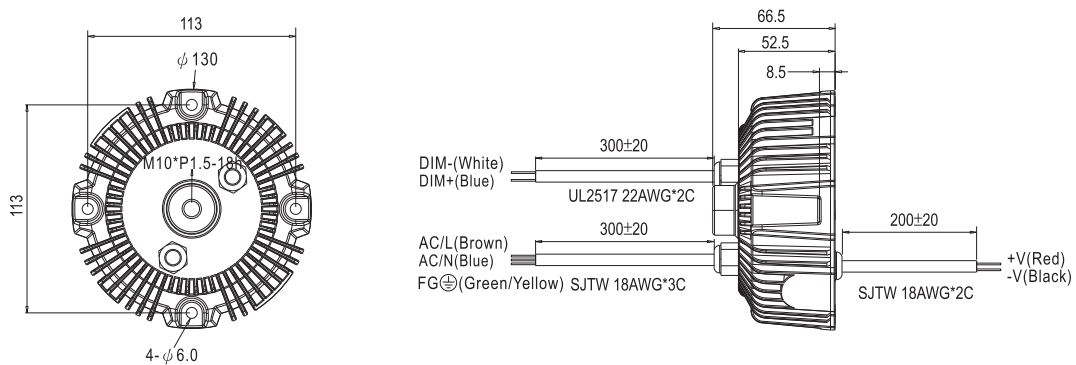 113
ϕ130
113
M10*P1.5-18h
4-ϕ6.0
66.5
52.5
8.5
300±20
DIM-(White)
DIM+(Blue)
UL2517 22AWG*2C
300±20
AC/L(Brown)
AC/N(Blue)
FG⏚(Green/Yellow) SJTW 18AWG*3C
200±20
+V(Red)
-V(Black)
SJTW 18AWG*2C